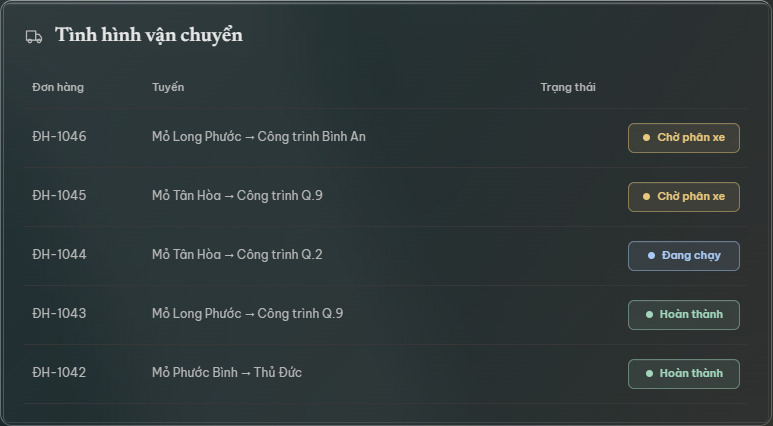 Tình hình vận chuyển
Đơn hàng Tuyến Trạng thái
ĐH-1046 Mỏ Long Phước → Công trình Bình An Chờ phân xe
ĐH-1045 Mỏ Tân Hòa → Công trình Q.9 Chờ phân xe
ĐH-1044 Mỏ Tân Hòa → Công trình Q.2 Đang chạy
ĐH-1043 Mỏ Long Phước → Công trình Q.9 Hoàn thành
ĐH-1042 Mỏ Phước Bình → Thủ Đức Hoàn thành